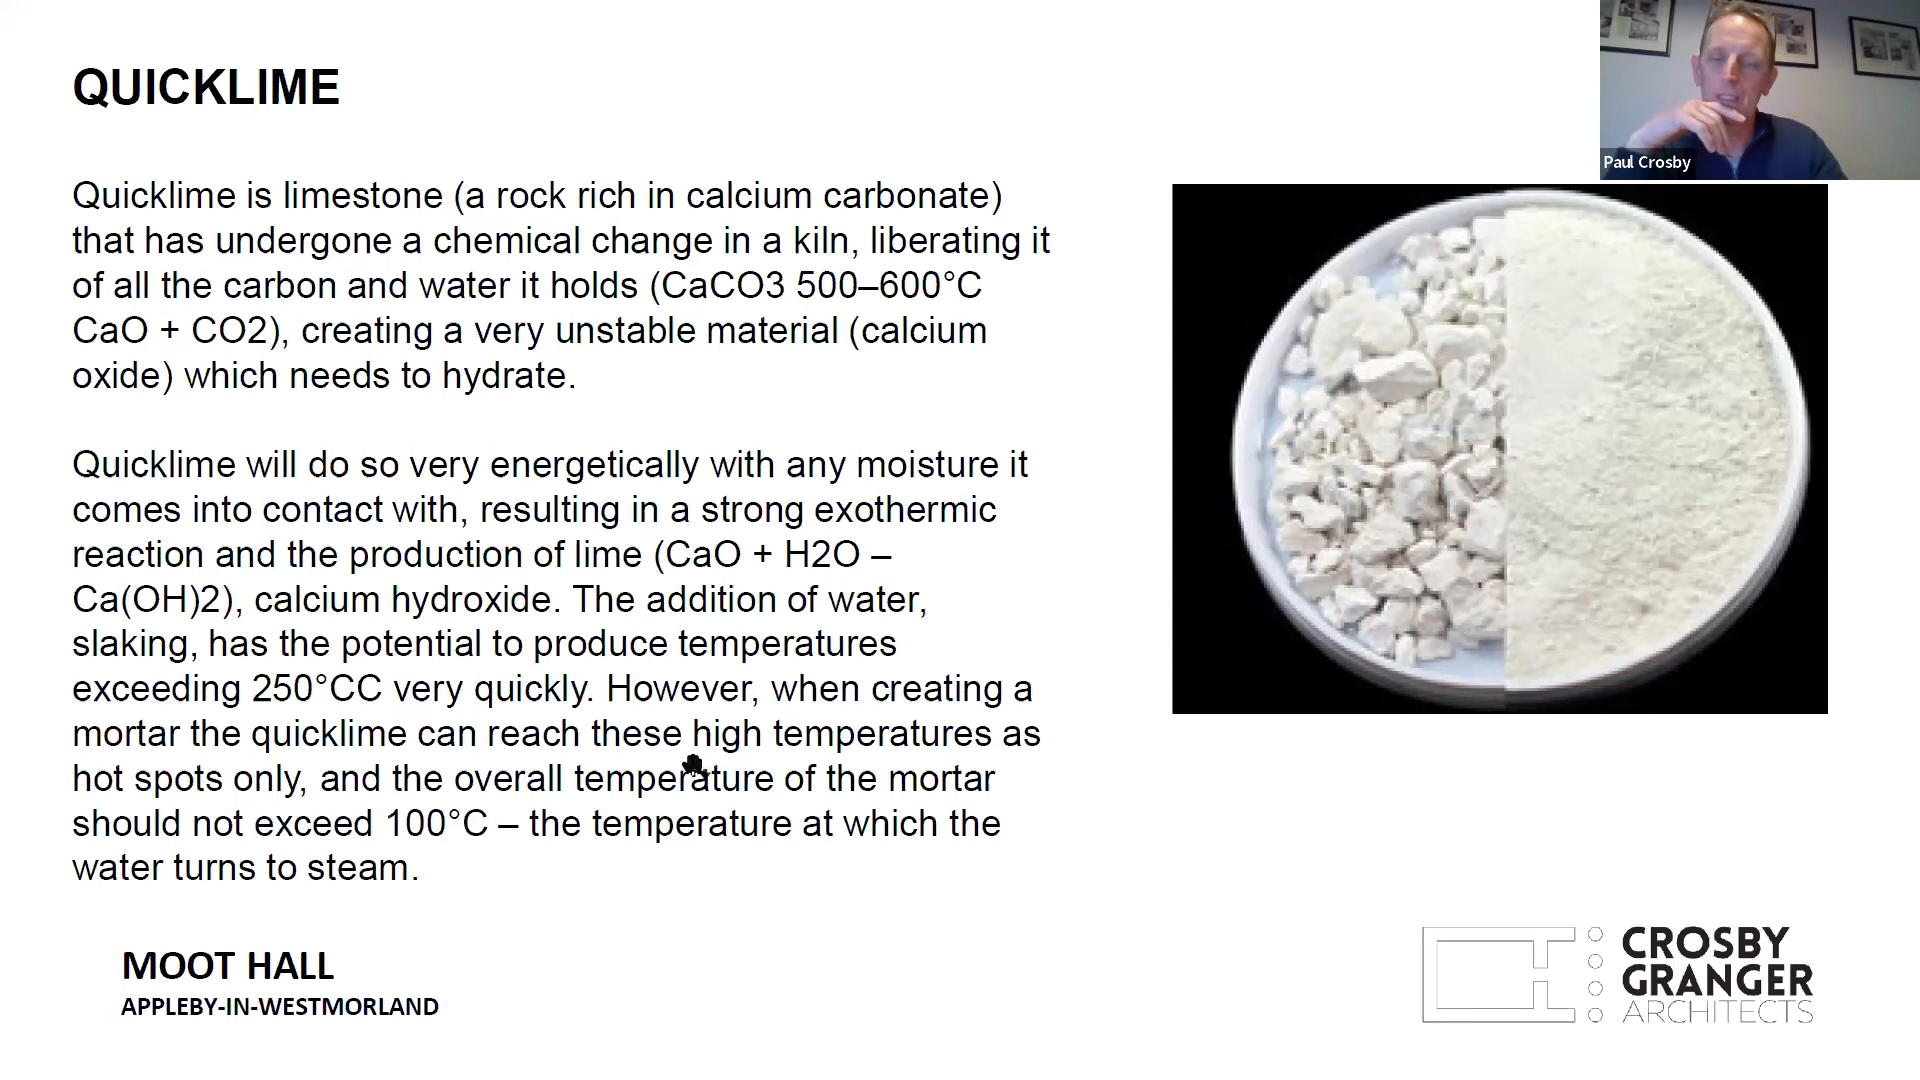 QUICKLIME
Quicklime is limestone (a rock rich in calcium carbonate)
that has undergone a chemical change in a kiln, liberating it
of all the carbon and water it holds (CaCO3 500–600°C
CaO + CO2), creating a very unstable material (calcium
oxide) which needs to hydrate.
Quicklime will do so very energetically with any moisture it
comes into contact with, resulting in a strong exothermic
reaction and the production of lime (CaO + H2O –
Ca(OH)2), calcium hydroxide. The addition of water,
slaking, has the potential to produce temperatures
exceeding 250°CC very quickly. However, when creating a
mortar the quicklime can reach these high temperatures as
hot spots only, and the overall temperature of the mortar
should not exceed 100°C – the temperature at which the
water turns to steam.
Paul Crosby
MOOT HALL
APPLEBY-IN-WESTMORLAND
CROSBY
GRANGER
ARCHITECTS